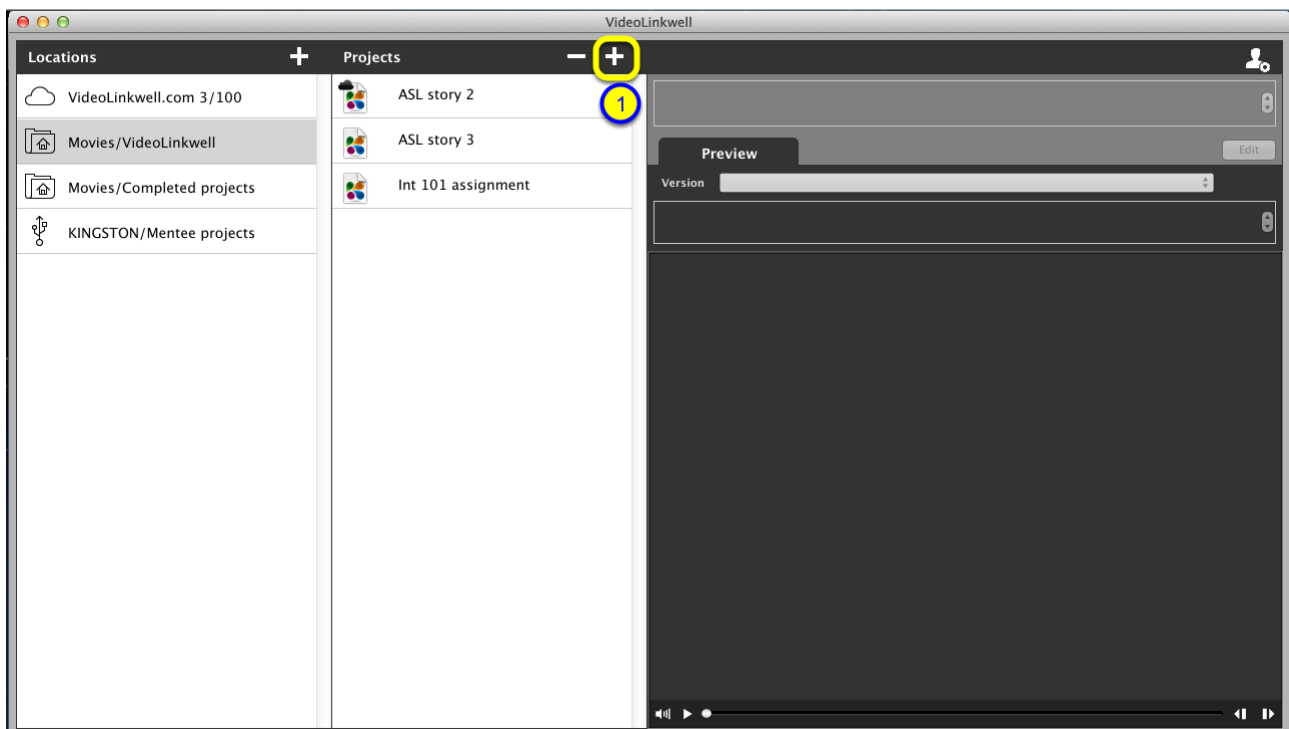 VideoLinkwell
Locations
Projects
VideoLinkwell.com 3/100
Movies/VideoLinkwell
Movies/Completed projects
KINGSTON/Mentee projects
ASL story 2
ASL story 3
Int 101 assignment
1
Preview
Edit
Version